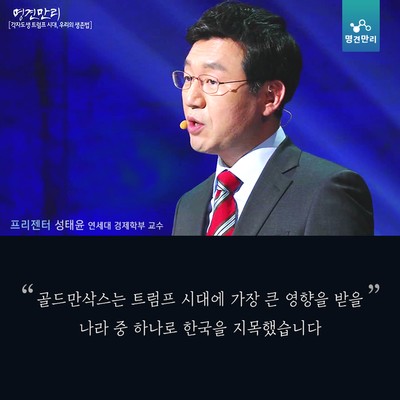 명견만리
[각자도생 트럼프 시대, 우리의 생존법]
명견만리
프리젠터 성태윤 연세대 경제학부 교수
“골드만삭스는 트럼프 시대에 가장 큰 영향을 받을”
나라 중 하나로 한국을 지목했습니다